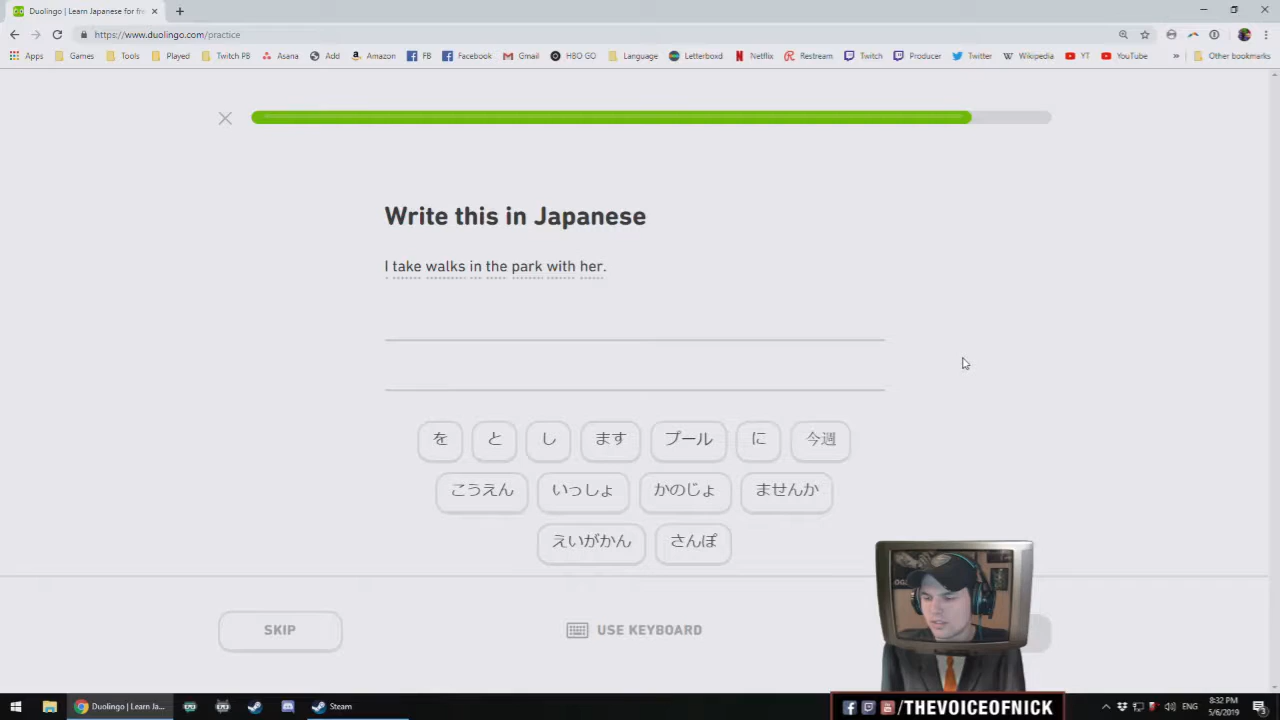 Duolingo | Learn Japanese for fre
https://www.duolingo.com/practice
Apps Games Tools Played Twitch PB Asana Add Amazon FB Facebook Gmail HBO GO Language Letterboxd Netflix Restream Twitch Producer Twitter Wikipedia YT YouTube » Other bookmarks
Write this in Japanese
I take walks in the park with her.
を と し ます プール に 今週
こうえん いっしょ かのじょ ませんか
えいがかん さんぽ
SKIP USE KEYBOARD
/THEVOICEOFNICK
Duolingo | Learn Ja... Steam ENG 8:32 PM
5/6/2019